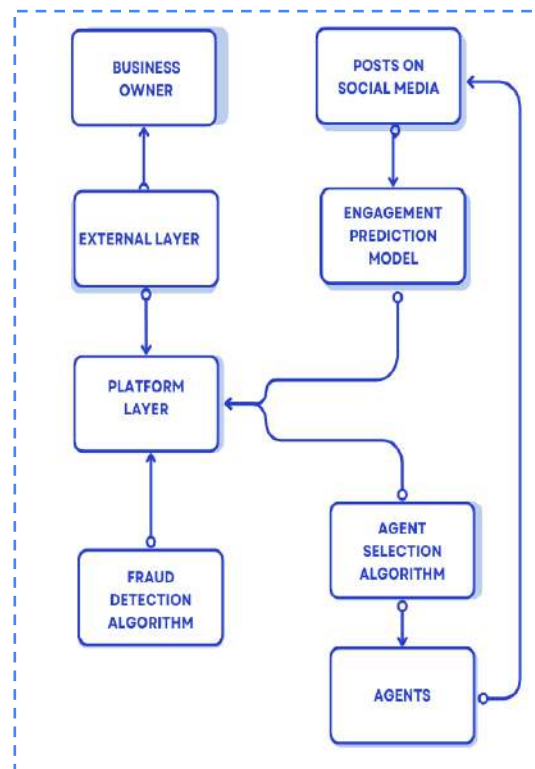 BUSINESS
OWNER
POSTS ON
SOCIAL MEDIA
EXTERNAL LAYER
ENGAGEMENT
PREDICTION
MODEL
PLATFORM
LAYER
AGENT
SELECTION
ALGORITHM
FRAUD
DETECTION
ALGORITHM
AGENTS